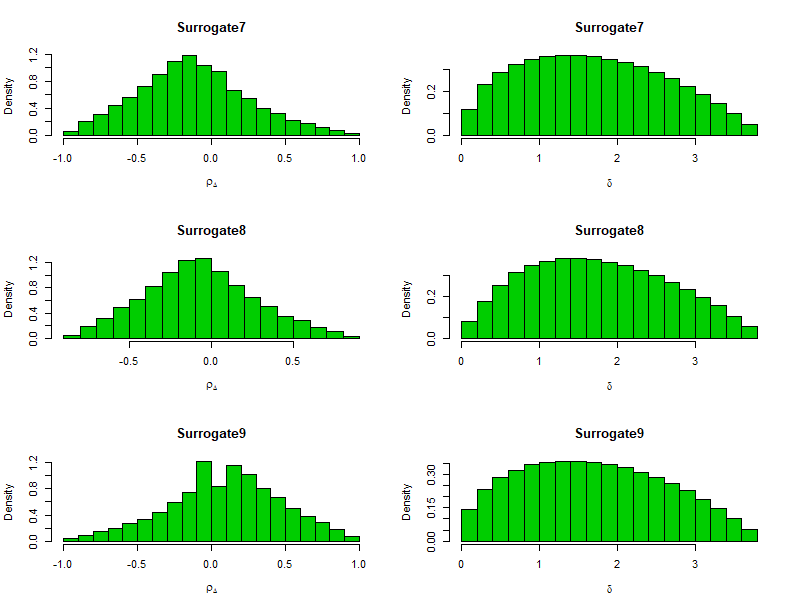 Surrogate7
Density
0.0 0.4 0.8 1.2
-1.0 -0.5 0.0 0.5 1.0
ρΔ
Surrogate7
Density
0.0 0.2
0 1 2 3
δ
Surrogate8
Density
0.0 0.4 0.8 1.2
-0.5 0.0 0.5
ρΔ
Surrogate8
Density
0.0 0.2
0 1 2 3
δ
Surrogate9
Density
0.0 0.4 0.8 1.2
-1.0 -0.5 0.0 0.5 1.0
ρΔ
Surrogate9
Density
0.00 0.15 0.30
0 1 2 3
δ